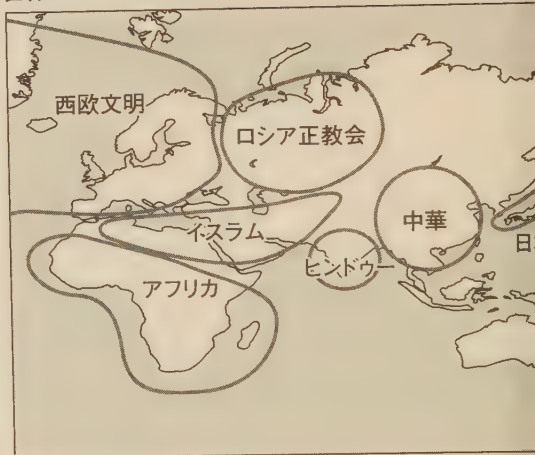 西欧文明
ロシア正教会
イスラム
中華
ヒンドゥー
アフリカ
日